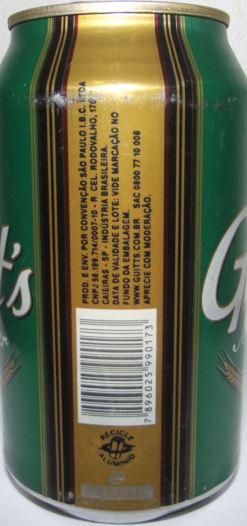 PROD. E ENV. POR CONVENÇÃO SÃO PAULO I.B.C. LTDA
CNPJ 56.199.714/0007-10 - R CEL. RODOVALHO, 176
CAIEIRAS - SP - INDÚSTRIA BRASILEIRA.
DATA DE VALIDADE E LOTE: VIDE MARCAÇÃO NO
FUNDO DA EMBALAGEM.
WWW.GUITTS.COM.BR SAC 0800 77 10 008
APRECIE COM MODERAÇÃO.
7 896025 990173
RECICLE
ALUMÍNIO